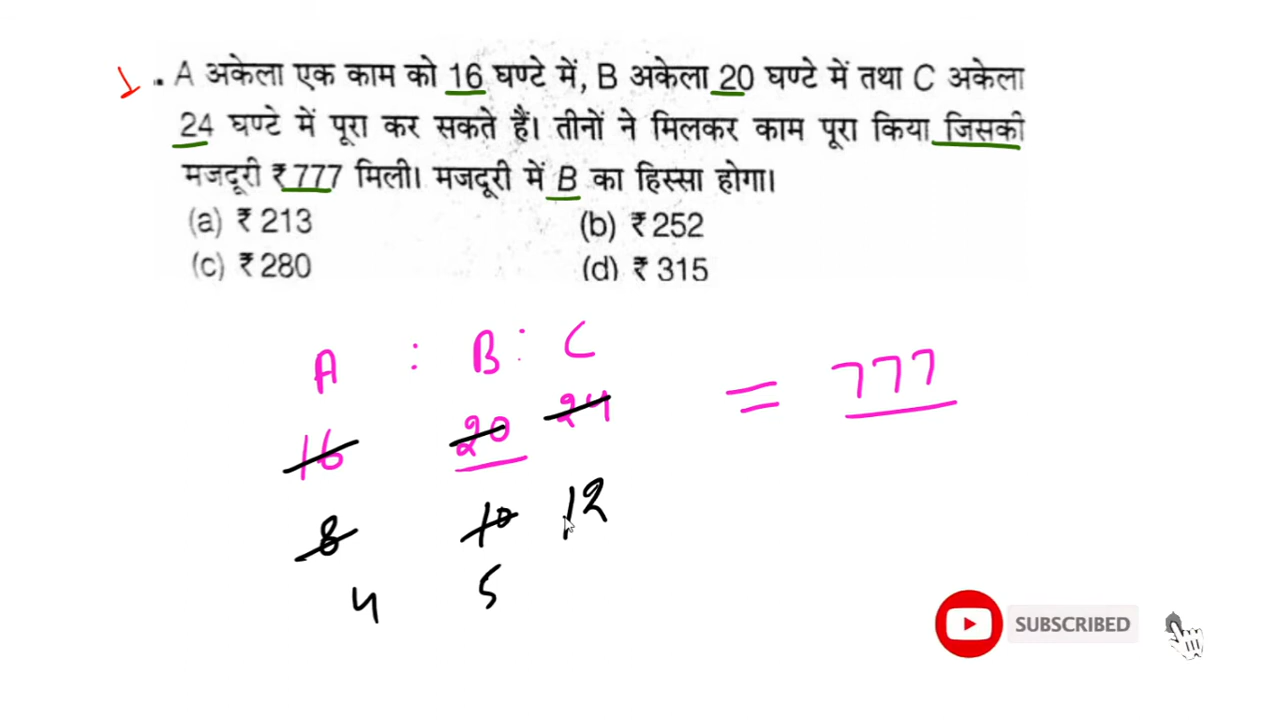 1. A अकेला एक काम को 16 घण्टे में, B अकेला 20 घण्टे में तथा C अकेला
24 घण्टे में पूरा कर सकते हैं। तीनों ने मिलकर काम पूरा किया जिसकी
मजदूरी ₹ 777 मिली। मजदूरी में B का हिस्सा होगा।
(a) ₹ 213 (b) ₹ 252
(c) ₹ 280 (d) ₹ 315
A : B : C
16 20 24 = 777
8 10 12
4 5
SUBSCRIBED